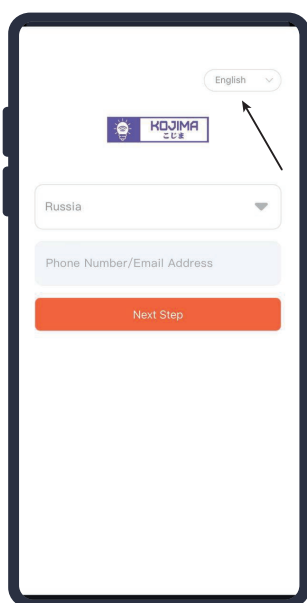 English
KOJIMA
こじま
Russia
Phone Number/Email Address
Next Step